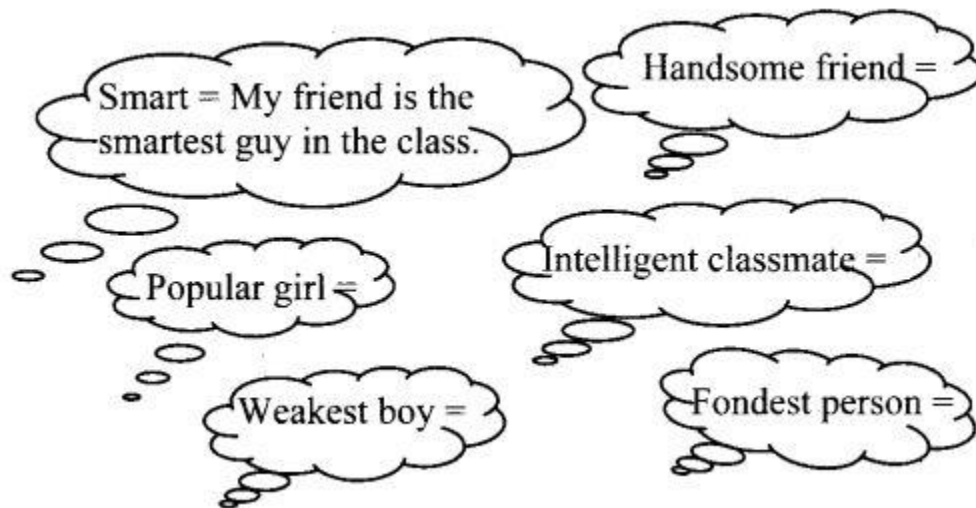 Smart = My friend is the
smartest guy in the class.
Handsome friend =
Popular girl =
Intelligent classmate =
Weakest boy =
Fondest person =